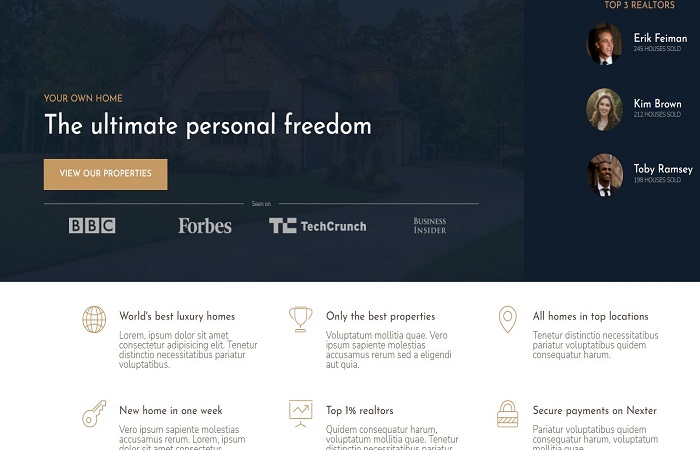 TOP 3 REALTORS
Erik Feiman
245 HOUSES SOLD
Kim Brown
212 HOUSES SOLD
Toby Ramsey
198 HOUSES SOLD
YOUR OWN HOME
The ultimate personal freedom
VIEW OUR PROPERTIES
Seen on
BBC
Forbes
TC TechCrunch
BUSINESS
INSIDER
World's best luxury homes
Lorem, ipsum dolor sit amet
consectetur adipisicing elit. Tenetur
distinctio necessitatibus pariatur
voluptatibus.
Only the best properties
Voluptatum mollitia quae. Vero
ipsum sapiente molestias
accusamus rerum sed a eligendi
aut quia.
All homes in top locations
Tenetur distinctio necessitatibus
pariatur voluptatibus quidem
consequatur harum.
New home in one week
Vero ipsum sapiente molestias
accusamus rerum. Lorem, ipsum
dolor sit amet consectetur
Top 1% realtors
Quidem consequatur harum,
voluptatum mollitia quae. Tenetur
distinctio necessitatibus pariatur
Secure payments on Nexter
Pariatur voluptatibus quidem
consequatur harum, voluptatum
mollitia quae.